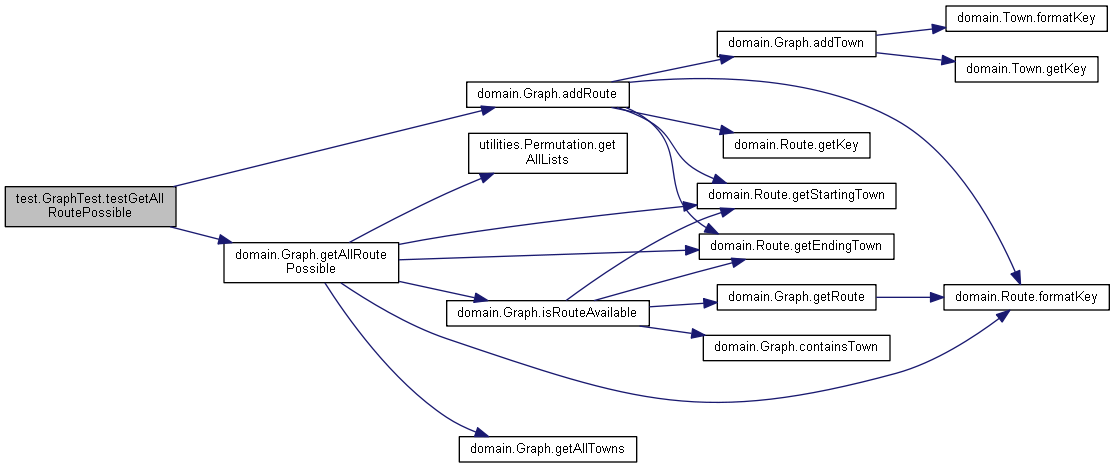 test.GraphTest.testGetAll
RoutePossible
domain.Graph.addRoute
utilities.Permutation.get
AllLists
domain.Graph.getAllRoute
Possible
domain.Graph.isRouteAvailable
domain.Graph.getAllTowns
domain.Graph.addTown
domain.Route.getKey
domain.Route.getStartingTown
domain.Route.getEndingTown
domain.Graph.getRoute
domain.Graph.containsTown
domain.Town.formatKey
domain.Town.getKey
domain.Route.formatKey